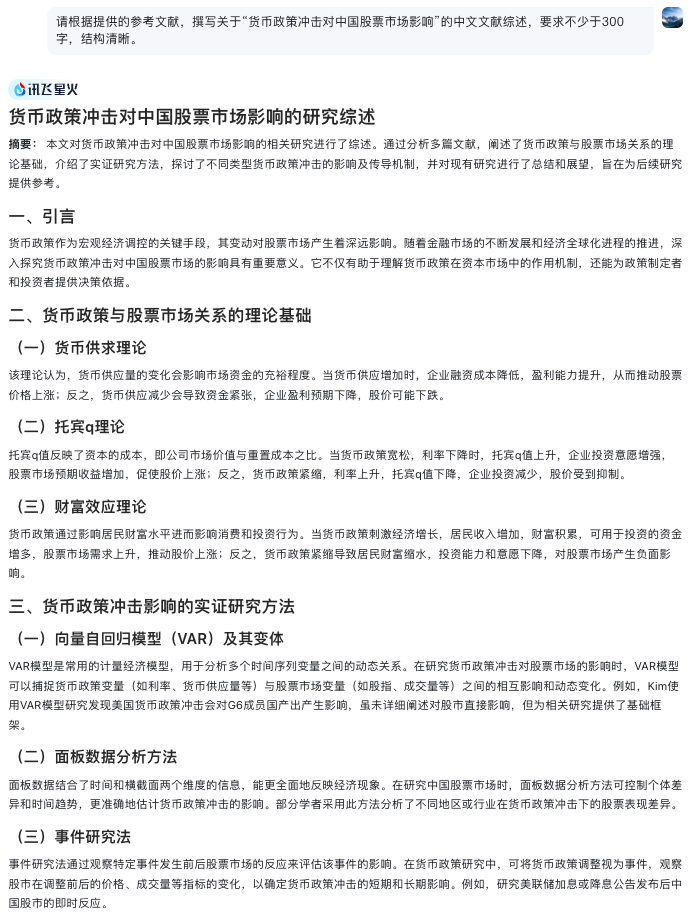 请根据提供的参考文献，撰写关于“货币政策冲击对中国股票市场影响”的中文文献综述，要求不少于300
字，结构清晰。
讯飞星火
货币政策冲击对中国股票市场影响的研究综述
摘要： 本文对货币政策冲击对中国股票市场影响的相关研究进行了综述。通过分析多篇文献，阐述了货币政策与股票市场关系的理
论基础，介绍了实证研究方法，探讨了不同类型货币政策冲击的影响及传导机制，并对现有研究进行了总结和展望，旨在为后续研究
提供参考。
一、引言
货币政策作为宏观经济调控的关键手段，其变动对股票市场产生着深远影响。随着金融市场的不断发展和经济全球化进程的推进，深
入探究货币政策冲击对中国股票市场的影响具有重要意义。它不仅有助于理解货币政策在资本市场中的作用机制，还能为政策制定者
和投资者提供决策依据。
二、货币政策与股票市场关系的理论基础
（一）货币供求理论
该理论认为，货币供应量的变化会影响市场资金的充裕程度。当货币供应增加时，企业融资成本降低，盈利能力提升，从而推动股票
价格上涨；反之，货币供应减少会导致资金紧张，企业盈利预期下降，股价可能下跌。
（二）托宾q理论
托宾q值反映了资本的成本，即公司市场价值与重置成本之比。当货币政策宽松，利率下降时，托宾q值上升，企业投资意愿增强，
股票市场预期收益增加，促使股价上涨；反之，货币政策紧缩，利率上升，托宾q值下降，企业投资减少，股价受到抑制。
（三）财富效应理论
货币政策通过影响居民财富水平进而影响消费和投资行为。当货币政策刺激经济增长，居民收入增加，财富积累，可用于投资的资金
增多，股票市场需求上升，推动股价上涨；反之，货币政策紧缩导致居民财富缩水，投资能力和意愿下降，对股票市场产生负面影
响。
三、货币政策冲击影响的实证研究方法
（一）向量自回归模型（VAR）及其变体
VAR模型是常用的计量经济模型，用于分析多个时间序列变量之间的动态关系。在研究货币政策冲击对股票市场的影响时，VAR模型
可以捕捉货币政策变量（如利率、货币供应量等）与股票市场变量（如股指、成交量等）之间的相互影响和动态变化。例如，Kim使
用VAR模型研究发现美国货币政策冲击会对G6成员国产出产生影响，虽未详细阐述对股市直接影响，但为相关研究提供了基础框
架。
（二）面板数据分析方法
面板数据结合了时间和横截面两个维度的信息，能更全面地反映经济现象。在研究中国股票市场时，面板数据分析方法可控制个体差
异和时间趋势，更准确地估计货币政策冲击的影响。部分学者采用此方法分析了不同地区或行业在货币政策冲击下的股票表现差异。
（三）事件研究法
事件研究法通过观察特定事件发生前后股票市场的反应来评估该事件的影响。在货币政策研究中，可将货币政策调整视为事件，观察
股市在调整前后的价格、成交量等指标的变化，以确定货币政策冲击的短期和长期影响。例如，研究美联储加息或降息公告发布后中
国股市的即时反应。